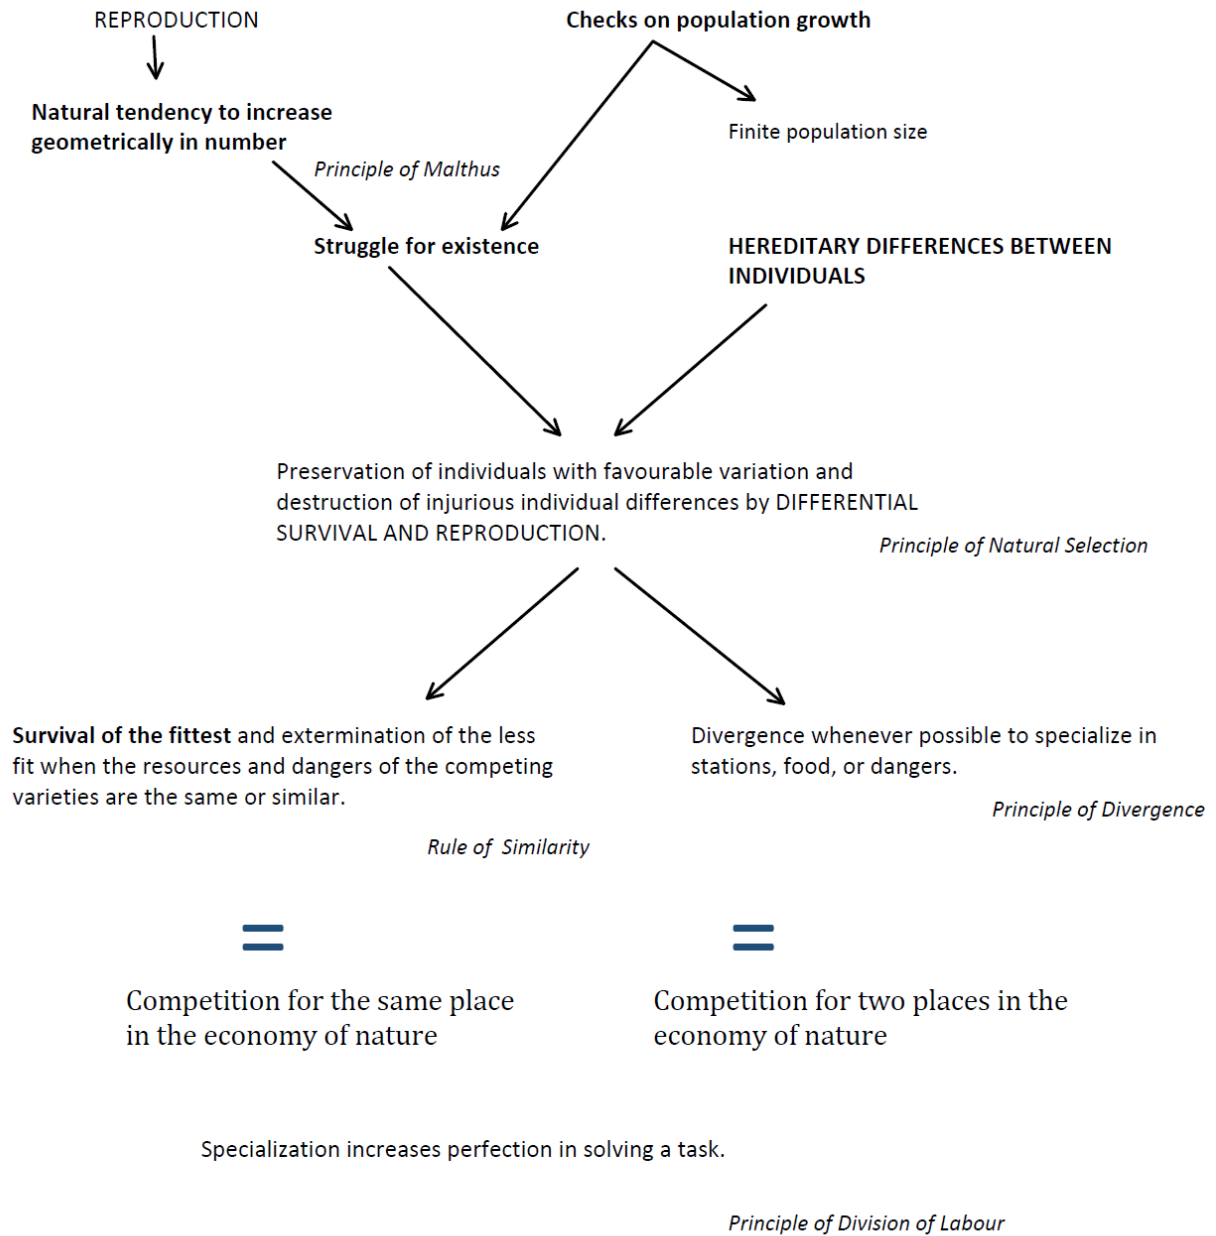 REPRODUCTION
Checks on population growth
Natural tendency to increase
geometrically in number
Finite population size
Principle of Malthus
Struggle for existence
HEREDITARY DIFFERENCES BETWEEN
INDIVIDUALS
Preservation of individuals with favourable variation and
destruction of injurious individual differences by DIFFERENTIAL
SURVIVAL AND REPRODUCTION.
Principle of Natural Selection
Survival of the fittest and extermination of the less
fit when the resources and dangers of the competing
varieties are the same or similar.
Rule of Similarity
Divergence whenever possible to specialize in
stations, food, or dangers.
Principle of Divergence
=
=
Competition for the same place
in the economy of nature
Competition for two places in the
economy of nature
Specialization increases perfection in solving a task.
Principle of Division of Labour